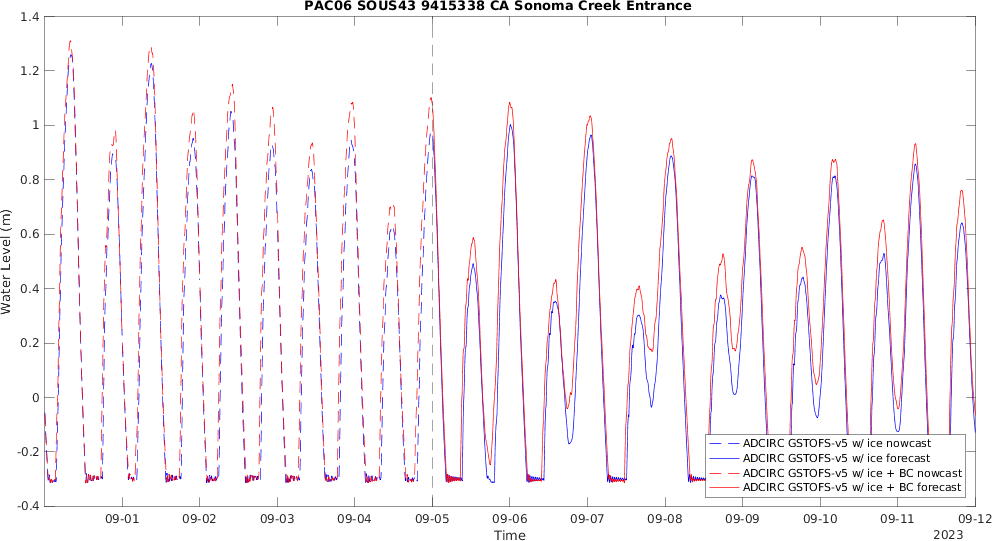 PAC06 SOUS43 9415338 CA Sonoma Creek Entrance
Water Level (m)
1.4
1.2
1
0.8
0.6
0.4
0.2
0
-0.2
-0.4
ADCIRC GSTOFS-v5 w/ ice nowcast
ADCIRC GSTOFS-v5 w/ ice forecast
ADCIRC GSTOFS-v5 w/ ice + BC nowcast
ADCIRC GSTOFS-v5 w/ ice + BC forecast
09-01 09-02 09-03 09-04 09-05 09-06 09-07 09-08 09-09 09-10 09-11 09-12
Time
2023